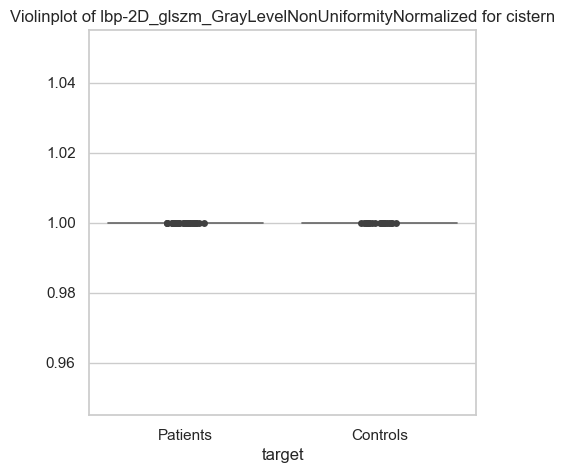 Violinplot of lbp-2D_glszm_GrayLevelNonUniformityNormalized for cistern
1.04
1.02
1.00
0.98
0.96
Patients Controls
target